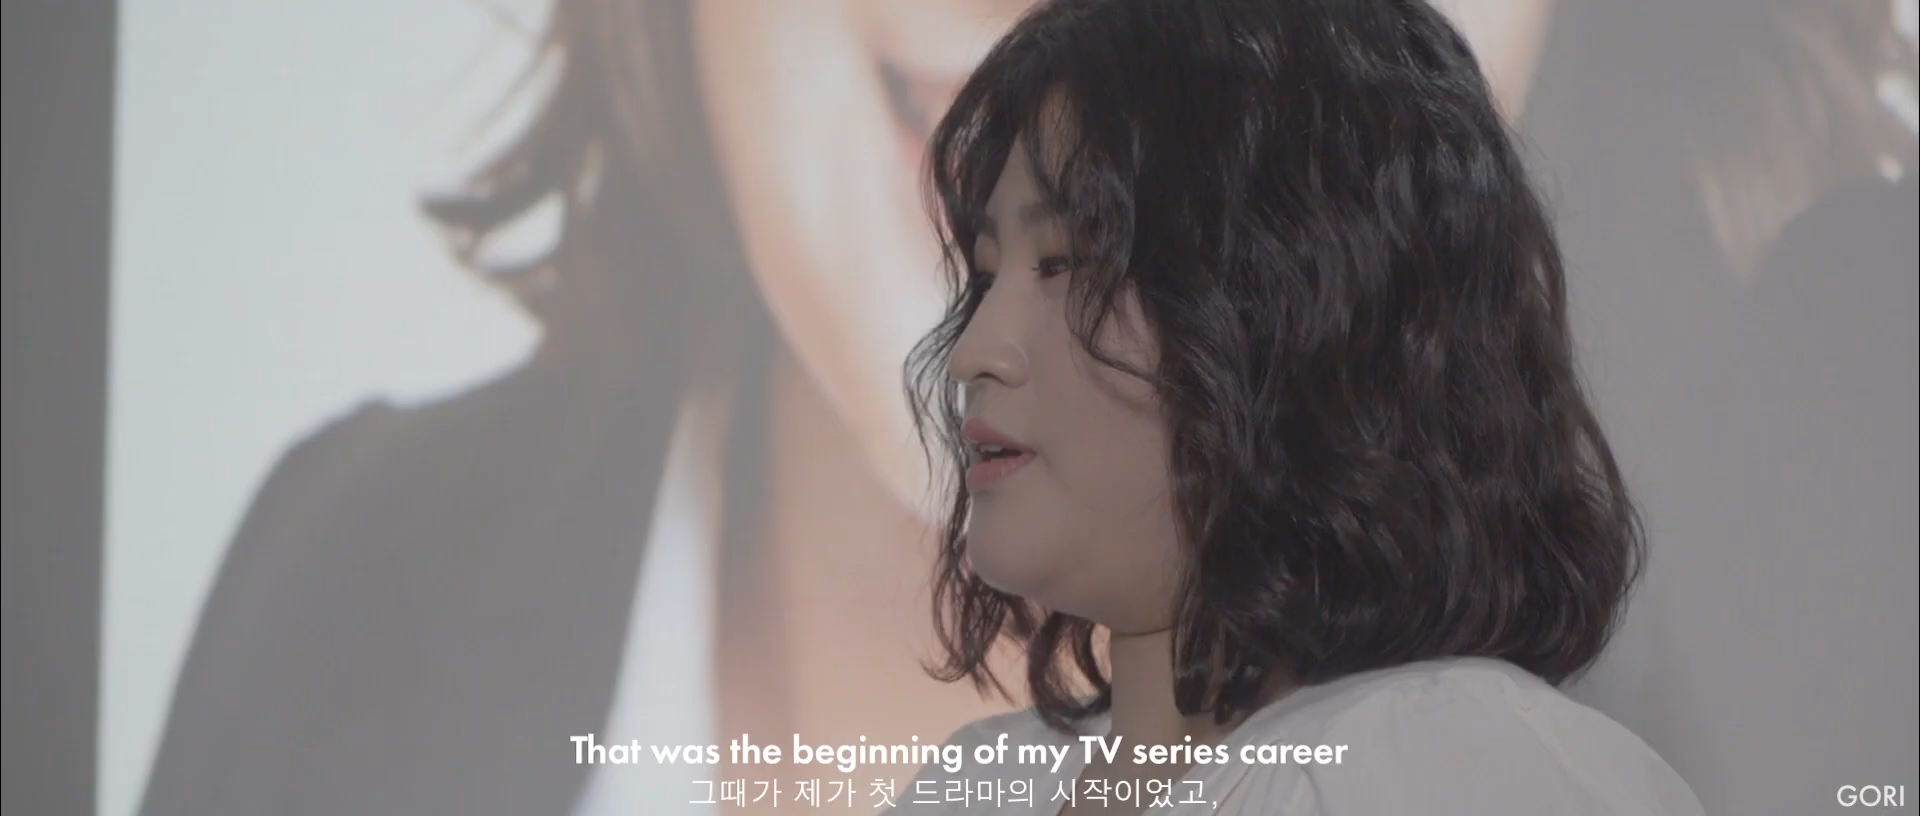 That was the beginning of my TV series career
그때가 제가 첫 드라마의 시작이었고,
GORI